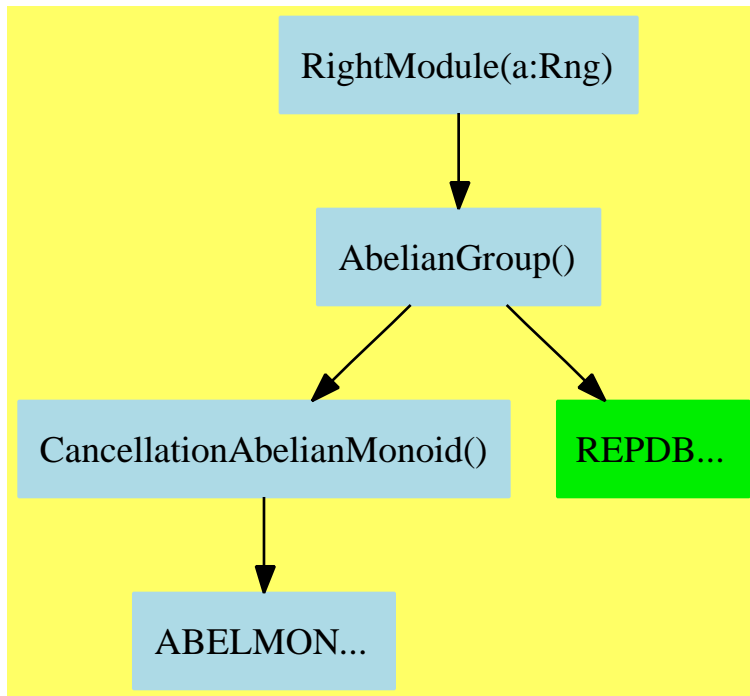 RightModule(a:Rng)
AbelianGroup()
CancellationAbelianMonoid()
REPDB...
ABELMON...